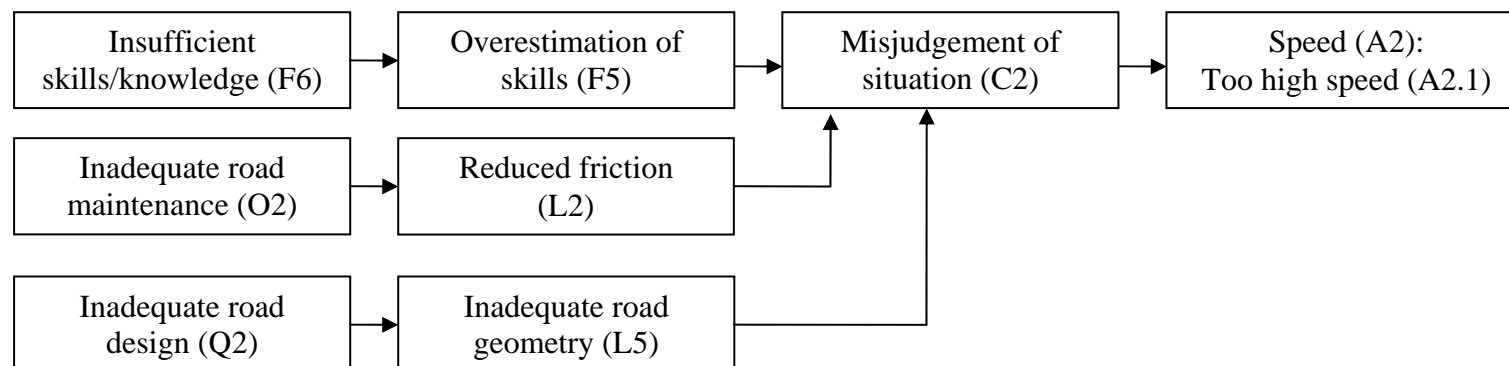 Insufficient
skills/knowledge (F6)
Overestimation of
skills (F5)
Misjudgement of
situation (C2)
Speed (A2):
Too high speed (A2.1)
Inadequate road
maintenance (O2)
Reduced friction
(L2)
Inadequate road
design (Q2)
Inadequate road
geometry (L5)